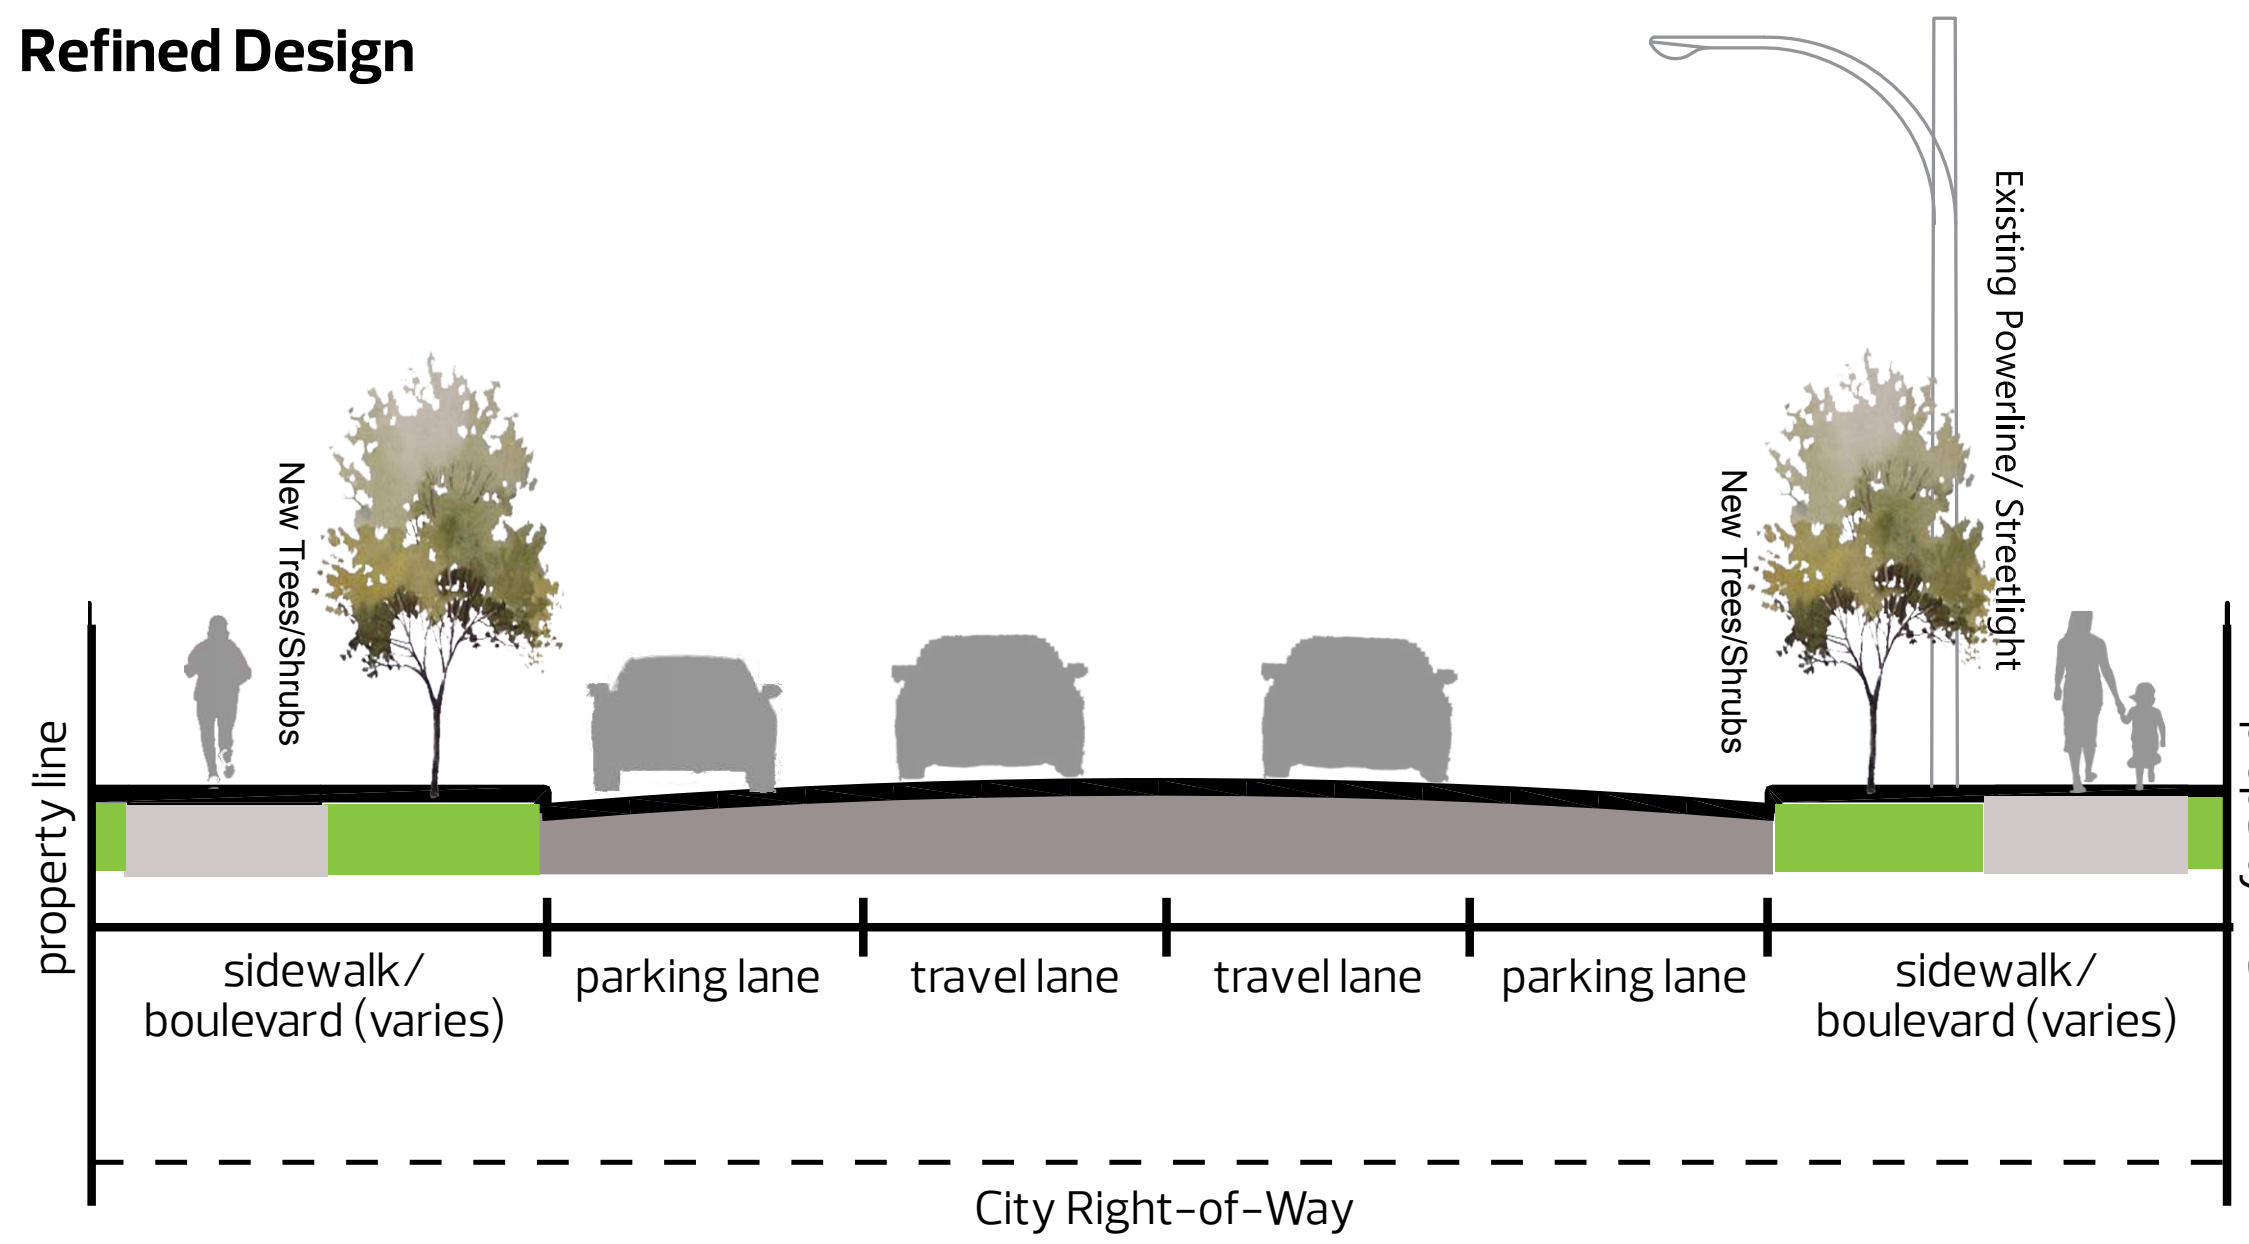 Refined Design
Existing Powerline/ Streetlight
New Trees/Shrubs
New Trees/Shrubs
property line
sidewalk/
boulevard (varies)
parking lane
travel lane
travel lane
parking lane
sidewalk/
boulevard (varies)
City Right-of-Way